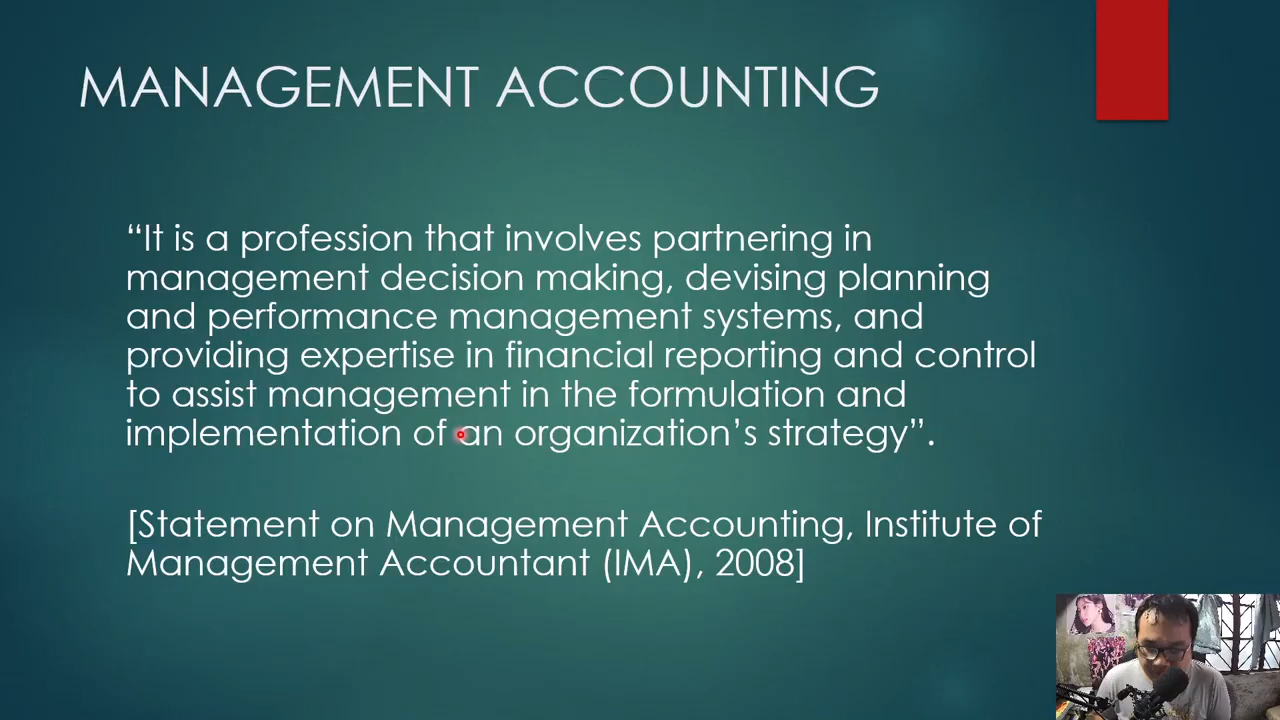 MANAGEMENT ACCOUNTING
“It is a profession that involves partnering in
management decision making, devising planning
and performance management systems, and
providing expertise in financial reporting and control
to assist management in the formulation and
implementation of an organization’s strategy”.
[Statement on Management Accounting, Institute of
Management Accountant (IMA), 2008]